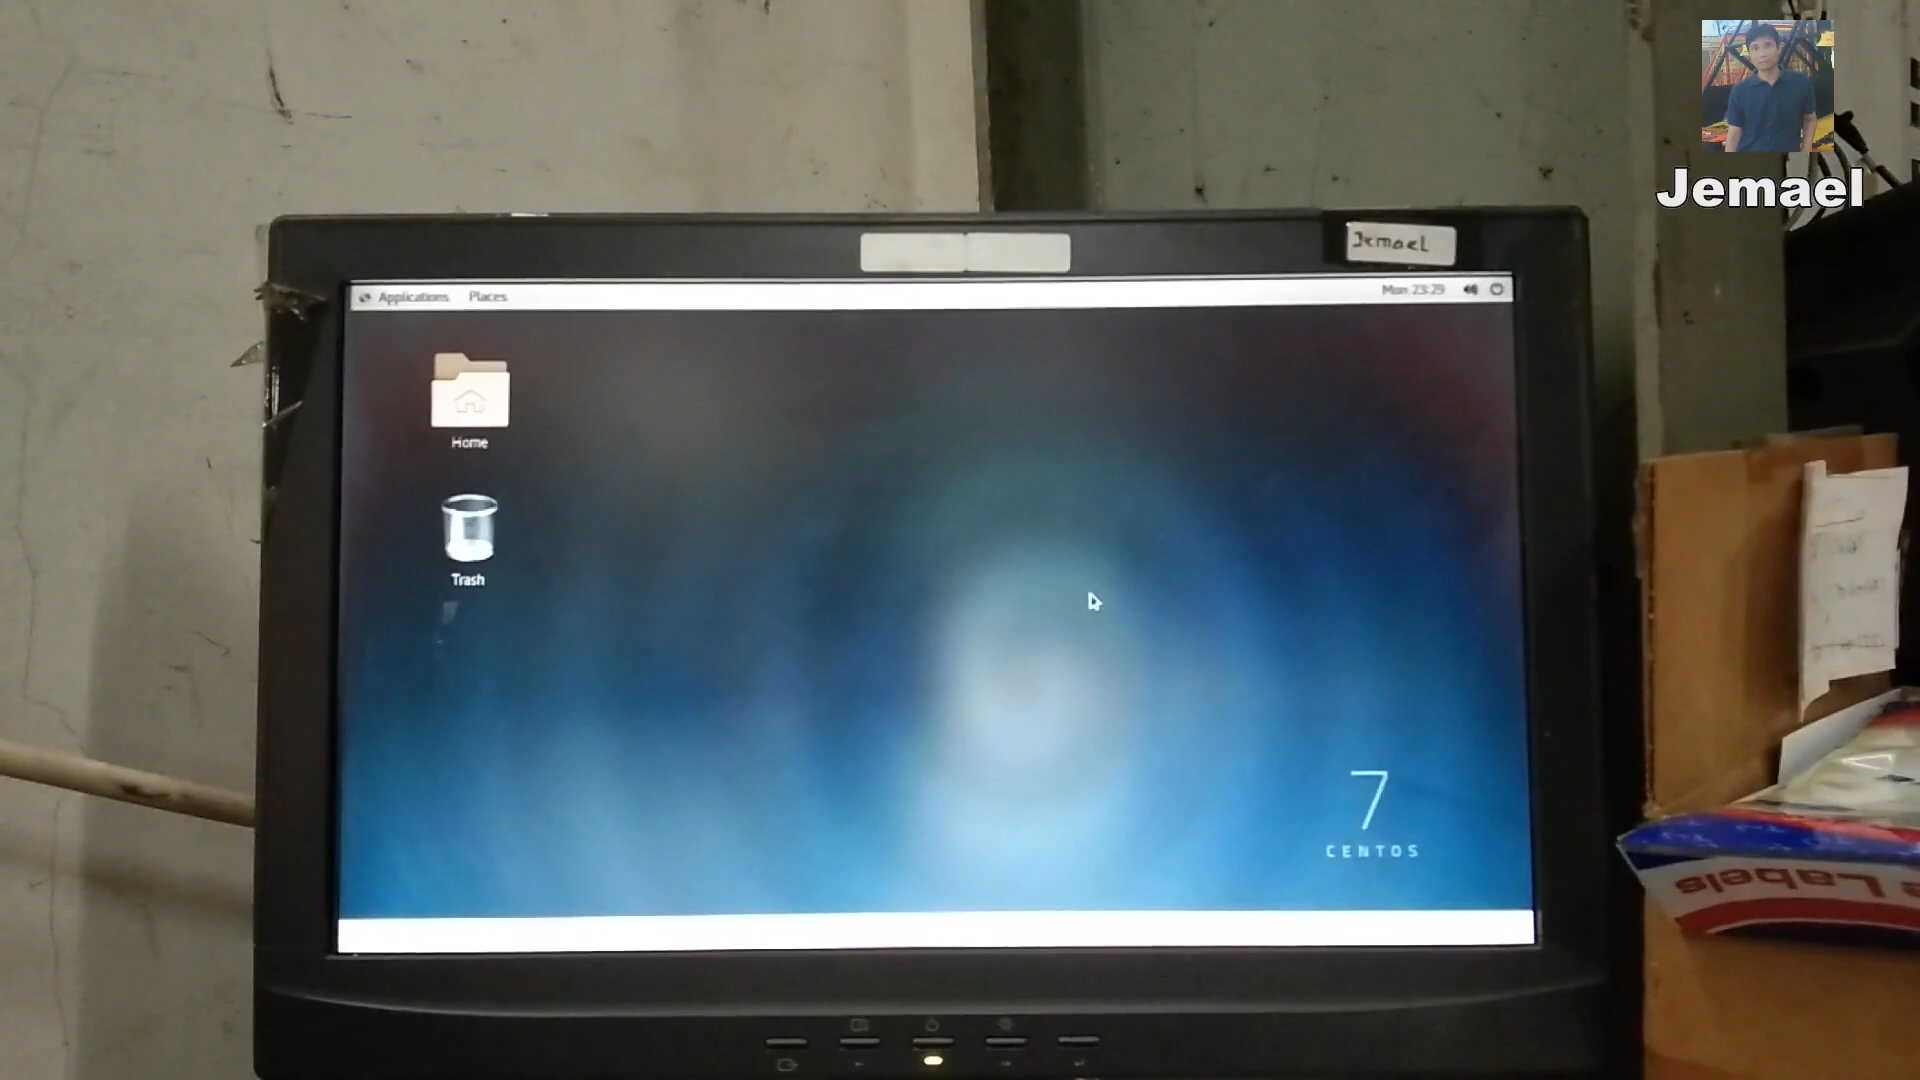 Jemael
Jemael
Applications Places
Mon 23:29
Home
Trash
7
CENTOS
Labels